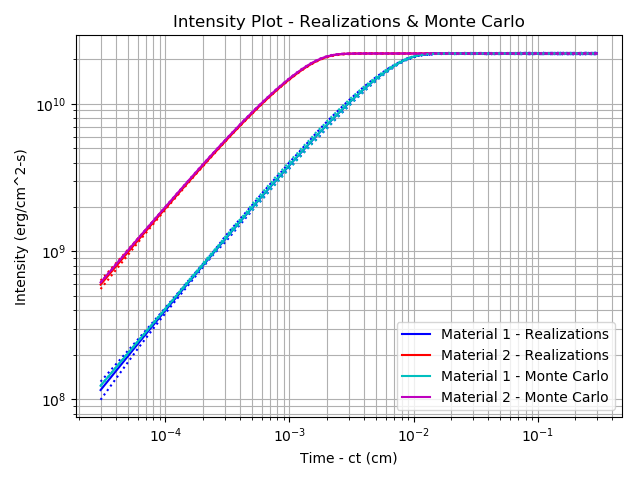 Intensity Plot - Realizations & Monte Carlo
Intensity (erg/cm^2-s)
10^10
10^9
10^8
Material 1 - Realizations
Material 2 - Realizations
Material 1 - Monte Carlo
Material 2 - Monte Carlo
10^−4 10^−3 10^−2 10^−1
Time - ct (cm)